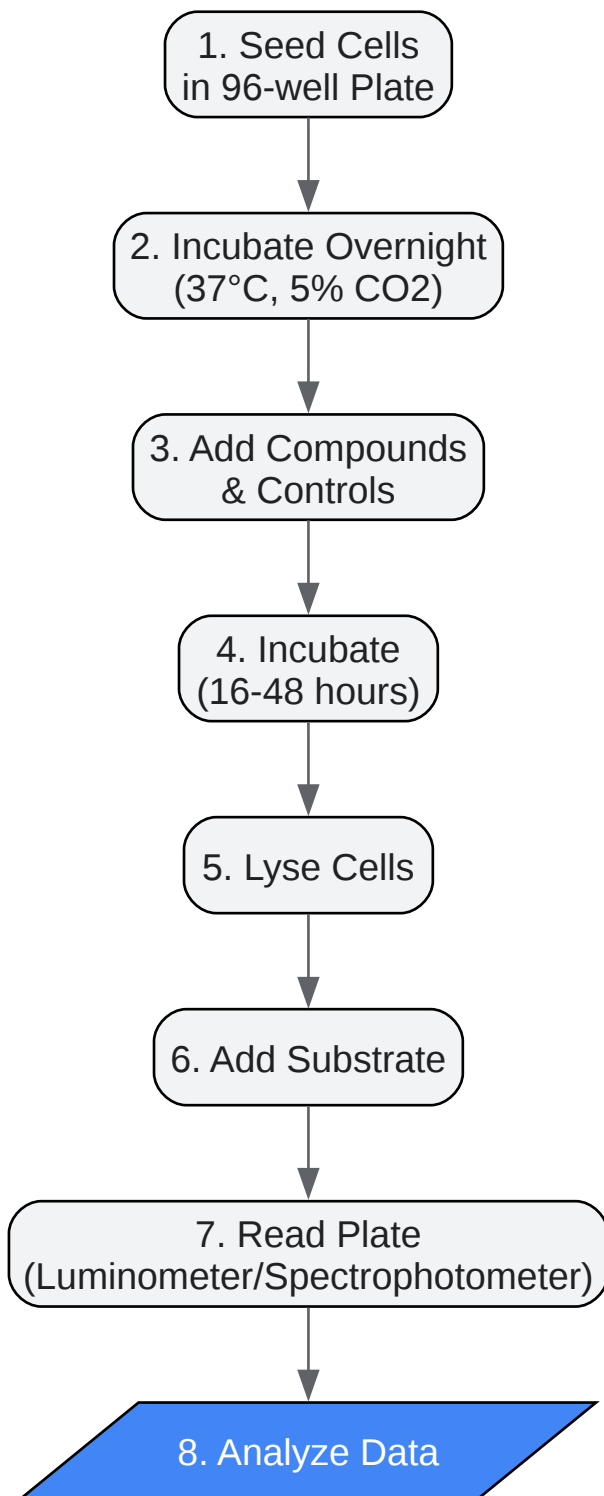 1. Seed Cells
in 96-well Plate
2. Incubate Overnight
(37°C, 5% CO2)
3. Add Compounds
& Controls
4. Incubate
(16-48 hours)
5. Lyse Cells
6. Add Substrate
7. Read Plate
(Luminometer/Spectrophotometer)
8. Analyze Data